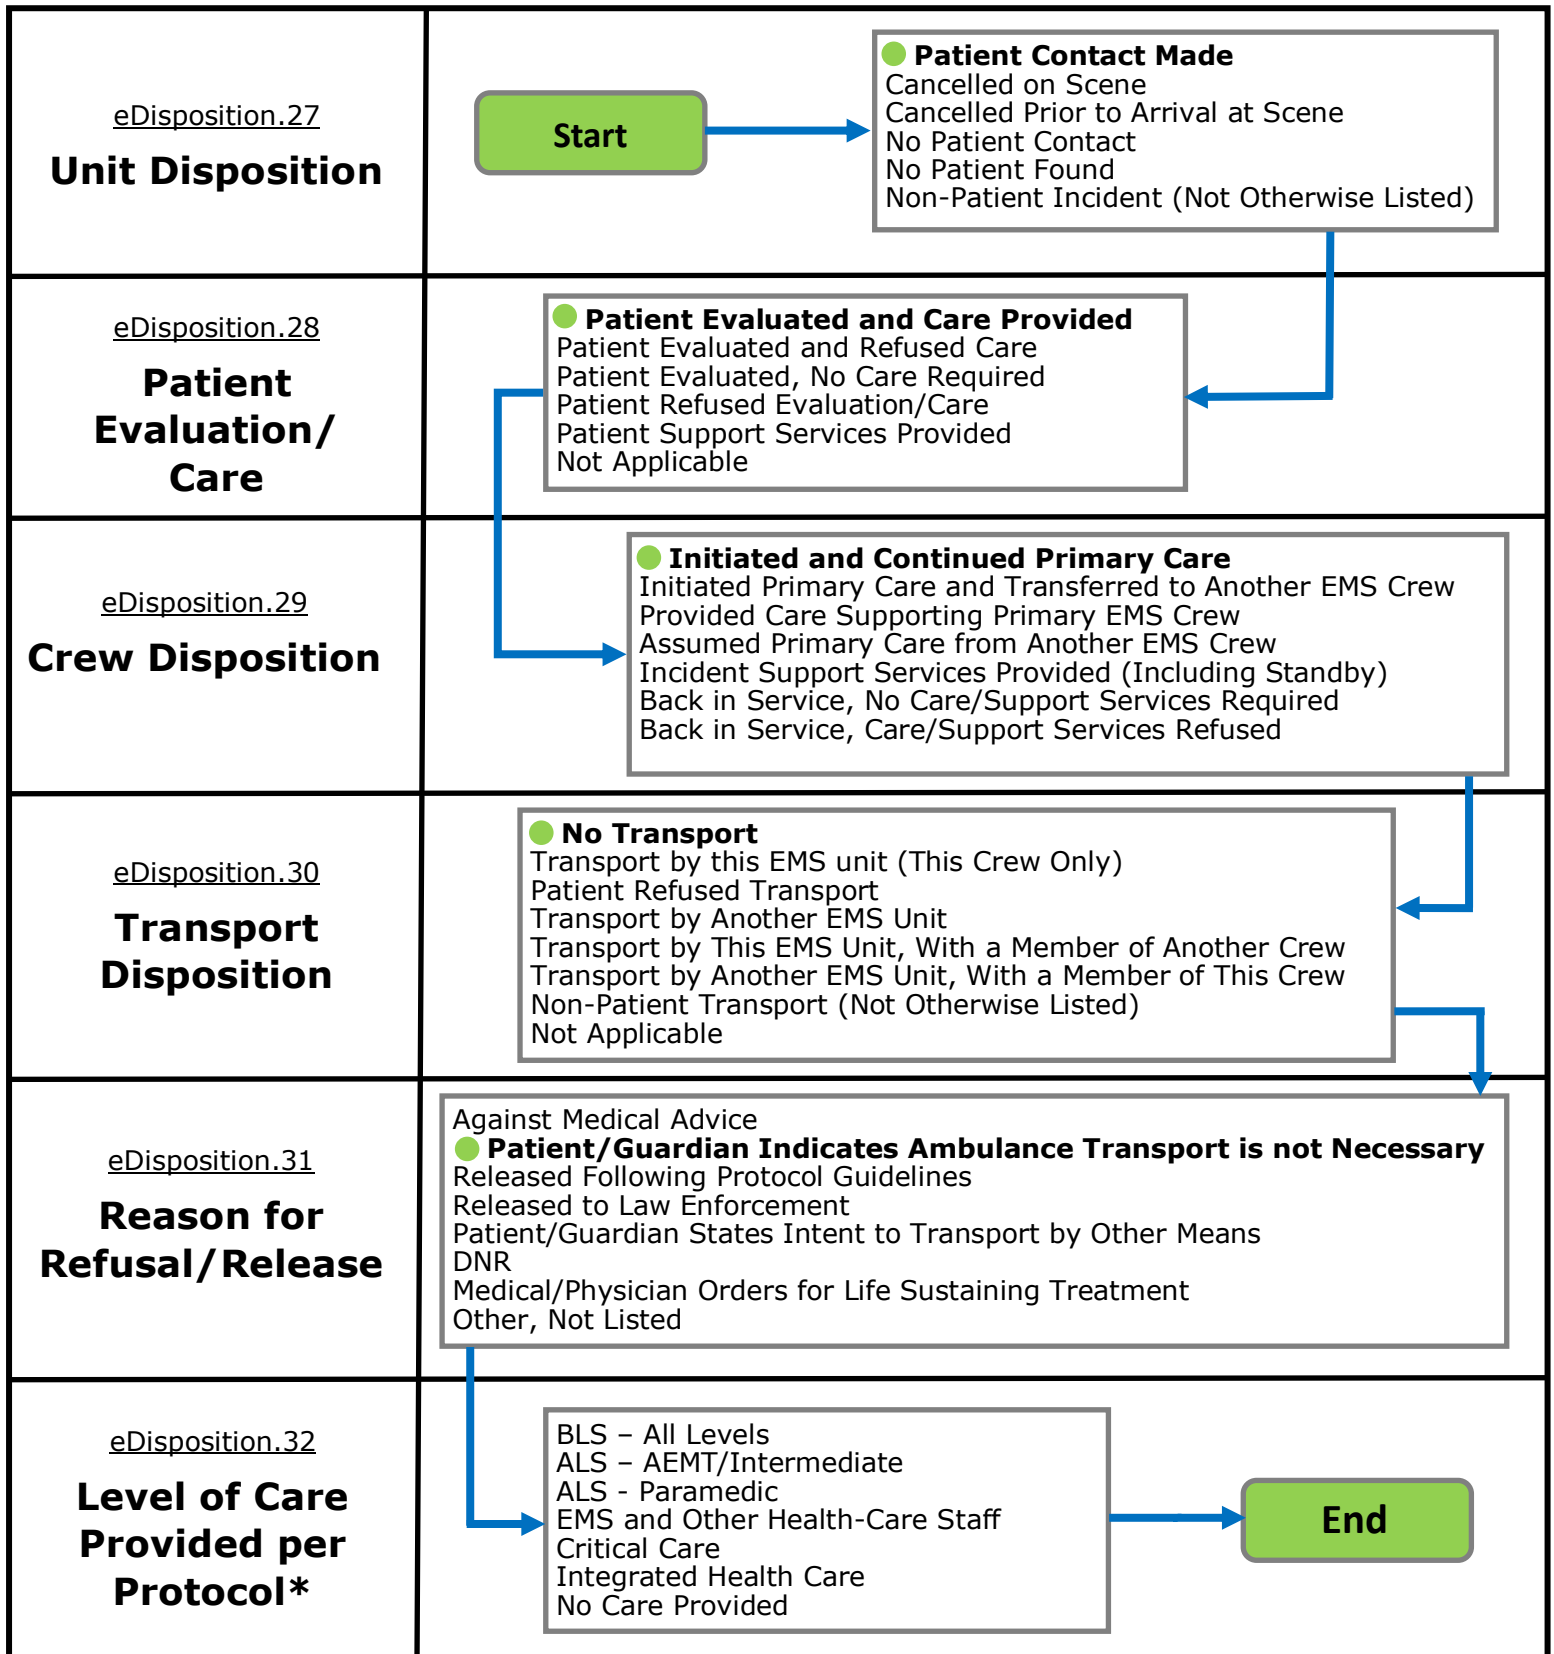 eDisposition.27
Unit Disposition
Start
Patient Contact Made
Cancelled on Scene
Cancelled Prior to Arrival at Scene
No Patient Contact
No Patient Found
Non-Patient Incident (Not Otherwise Listed)
eDisposition.28
Patient
Evaluation/
Care
Patient Evaluated and Care Provided
Patient Evaluated and Refused Care
Patient Evaluated, No Care Required
Patient Refused Evaluation/Care
Patient Support Services Provided
Not Applicable
eDisposition.29
Crew Disposition
Initiated and Continued Primary Care
Initiated Primary Care and Transferred to Another EMS Crew
Provided Care Supporting Primary EMS Crew
Assumed Primary Care from Another EMS Crew
Incident Support Services Provided (Including Standby)
Back in Service, No Care/Support Services Required
Back in Service, Care/Support Services Refused
eDisposition.30
Transport
Disposition
No Transport
Transport by this EMS unit (This Crew Only)
Patient Refused Transport
Transport by Another EMS Unit
Transport by This EMS Unit, With a Member of Another Crew
Transport by Another EMS Unit, With a Member of This Crew
Non-Patient Transport (Not Otherwise Listed)
Not Applicable
eDisposition.31
Reason for
Refusal/Release
Against Medical Advice
Patient/Guardian Indicates Ambulance Transport is not Necessary
Released Following Protocol Guidelines
Released to Law Enforcement
Patient/Guardian States Intent to Transport by Other Means
DNR
Medical/Physician Orders for Life Sustaining Treatment
Other, Not Listed
eDisposition.32
Level of Care
Provided per
Protocol*
BLS – All Levels
ALS – AEMT/Intermediate
ALS - Paramedic
EMS and Other Health-Care Staff
Critical Care
Integrated Health Care
No Care Provided
End